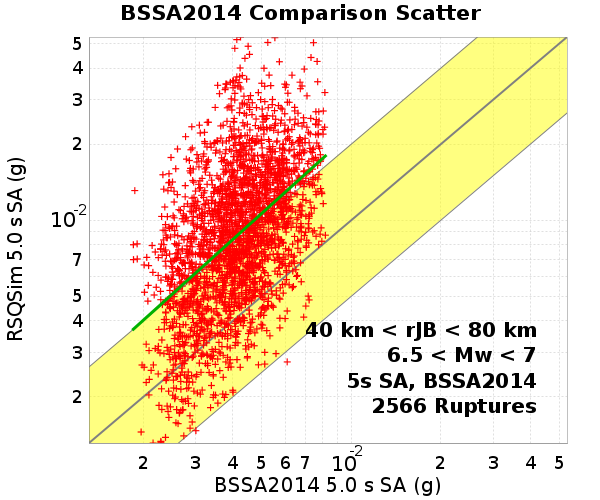 BSSA2014 Comparison Scatter
RSQSim 5.0 s SA (g)
5
4
3
2
10-2
7
5
4
3
2
40 km < rJB < 80 km
6.5 < Mw < 7
5s SA, BSSA2014
2566 Ruptures
2 3 4 5 6 7 10-2 2 3 4 5
BSSA2014 5.0 s SA (g)